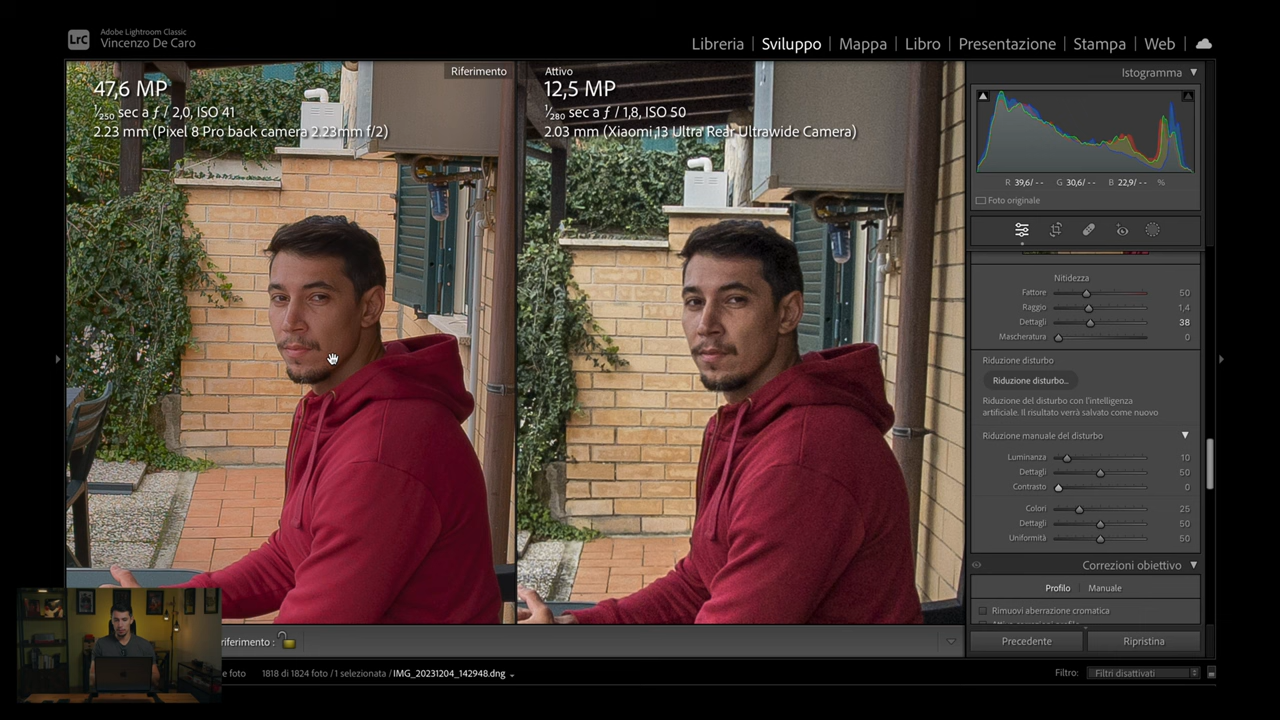 LrC
Adobe Lightroom Classic
Vincenzo De Caro
Libreria | Sviluppo | Mappa | Libro | Presentazione | Stampa | Web
Riferimento
47,6 MP
1/250 sec a ƒ / 2,0, ISO 41
2.23 mm (Pixel 8 Pro back camera 2.23mm f/2)
Attivo
12,5 MP
1/280 sec a ƒ / 1,8, ISO 50
2.03 mm (Xiaomi 13 Ultra Rear Ultrawide Camera)
Istogramma
R 39,6/ -- G 30,6/ -- B 22,9/ -- %
Foto originale
Nitidezza
Fattore 50
Raggio 1,4
Dettagli 38
Mascheratura 0
Riduzione disturbo
Riduzione disturbo...
Riduzione del disturbo con l'intelligenza
artificiale. Il risultato verrà salvato come nuovo
Riduzione manuale del disturbo
Luminanza 10
Dettagli 50
Contrasto 0
Colori 25
Dettagli 50
Uniformità 50
Correzioni obiettivo
Profilo Manuale
Rimuovi aberrazione cromatica
Precedente Ripristina
riferimento :
e foto 1818 di 1824 foto / 1 selezionata / IMG_20231204_142948.dng
Filtro: Filtri disattivati